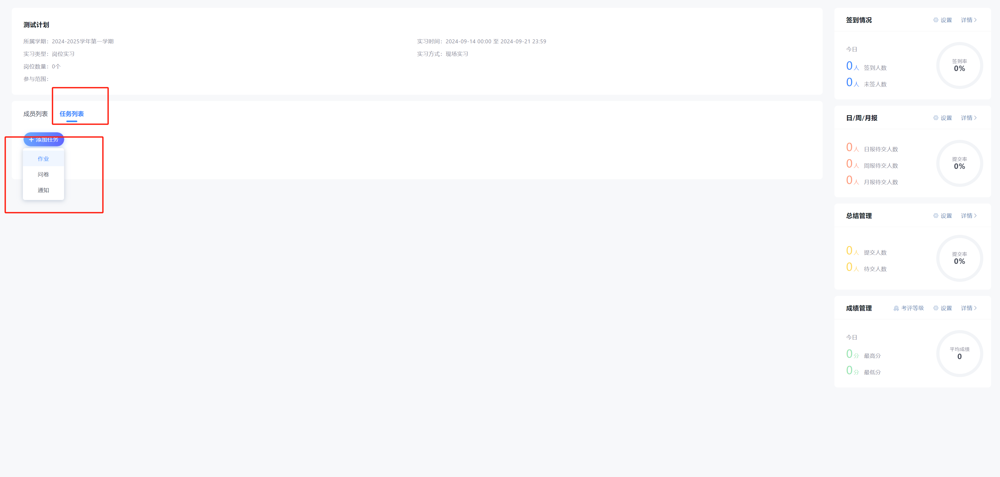 测试计划
所属学期：2024-2025学年第一学期
实习时间：2024-09-14 00:00 至 2024-09-21 23:59
实习类型：岗位实习
实习方式：现场实习
岗位数量：0个
参与范围：
成员列表 任务列表
+ 添加任务
作业
问卷
通知
签到情况 设置 详情 >
今日
0人 签到人数
0人 未签人数
签到率
0%
日/周/月报 设置 详情 >
0人 日报待交人数
0人 周报待交人数
0人 月报待交人数
提交率
0%
总结管理 设置 详情 >
0人 提交人数
0人 待交人数
提交率
0%
成绩管理 考评等级 设置 详情 >
今日
0分 最高分
0分 最低分
平均成绩
0